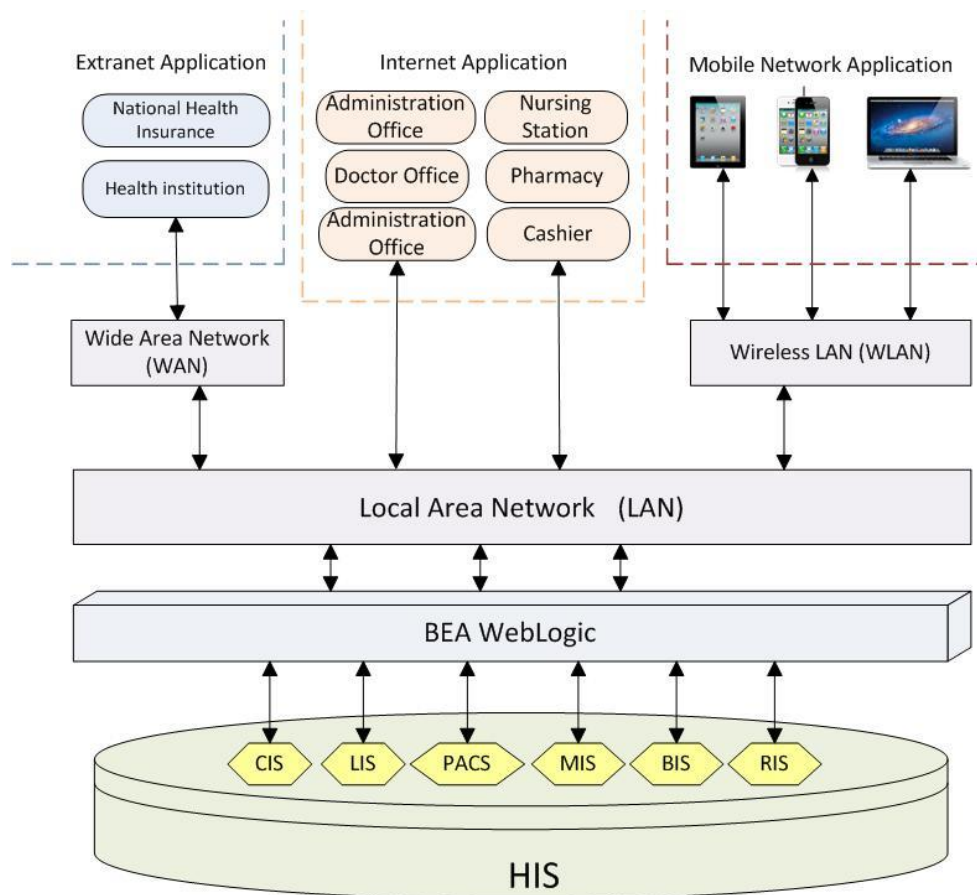 Extranet Application
National Health
Insurance
Health institution
Internet Application
Administration
Office
Nursing
Station
Doctor Office
Pharmacy
Administration
Office
Cashier
Mobile Network Application
Wide Area Network
(WAN)
Wireless LAN (WLAN)
Local Area Network (LAN)
BEA WebLogic
CIS
LIS
PACS
MIS
BIS
RIS
HIS